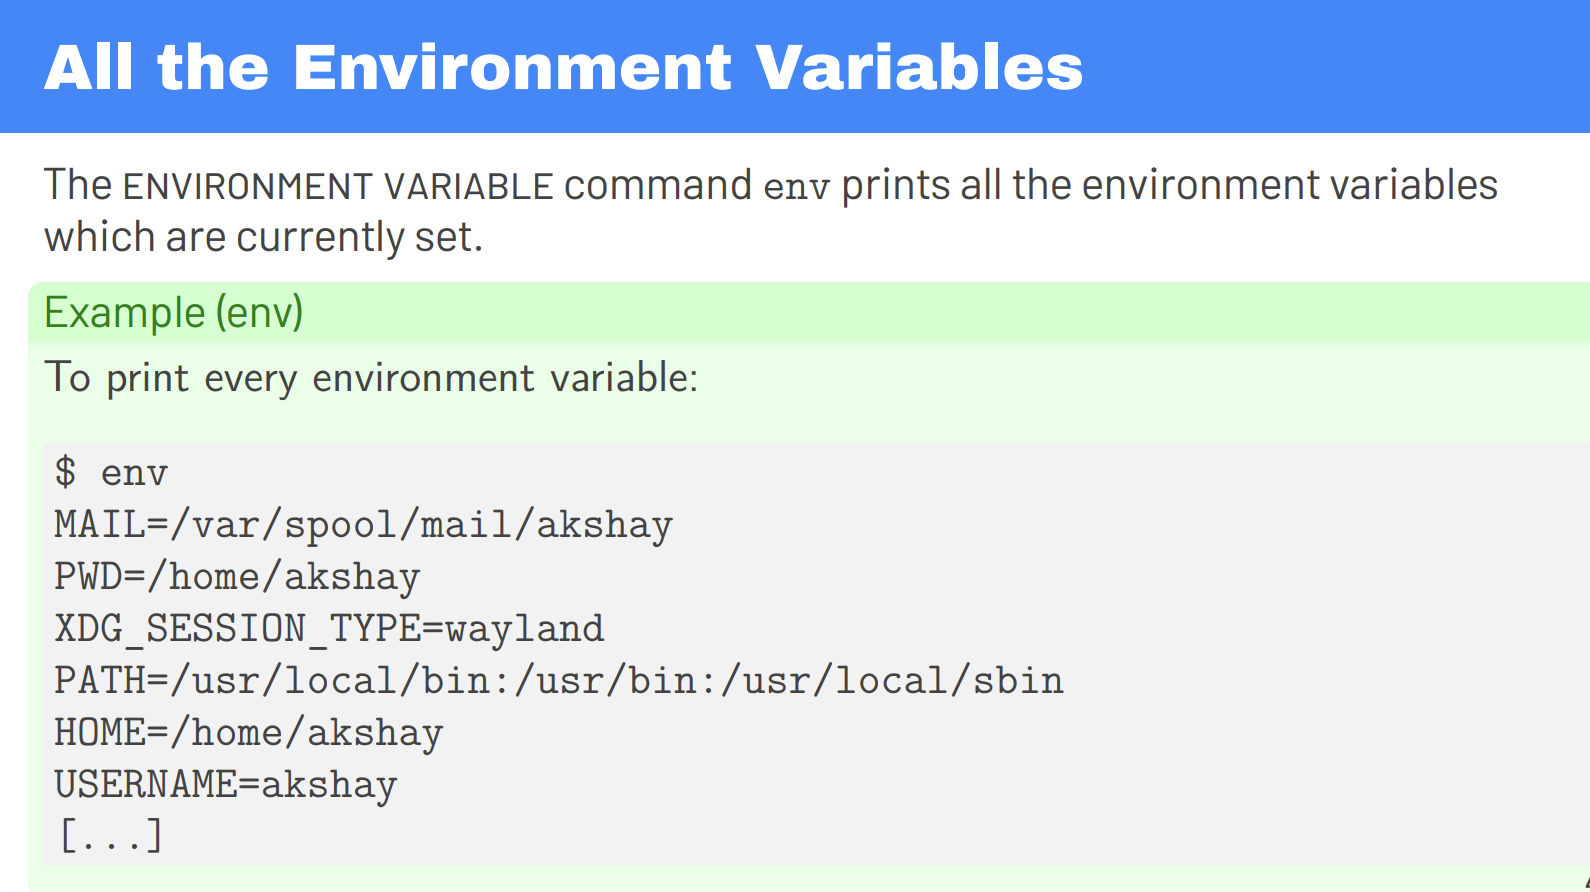 All the Environment Variables
The ENVIRONMENT VARIABLE command env prints all the environment variables
which are currently set.
Example (env)
To print every environment variable:
$ env
MAIL=/var/spool/mail/akshay
PWD=/home/akshay
XDG_SESSION_TYPE=wayland
PATH=/usr/local/bin:/usr/bin:/usr/local/sbin
HOME=/home/akshay
USERNAME=akshay
[...]